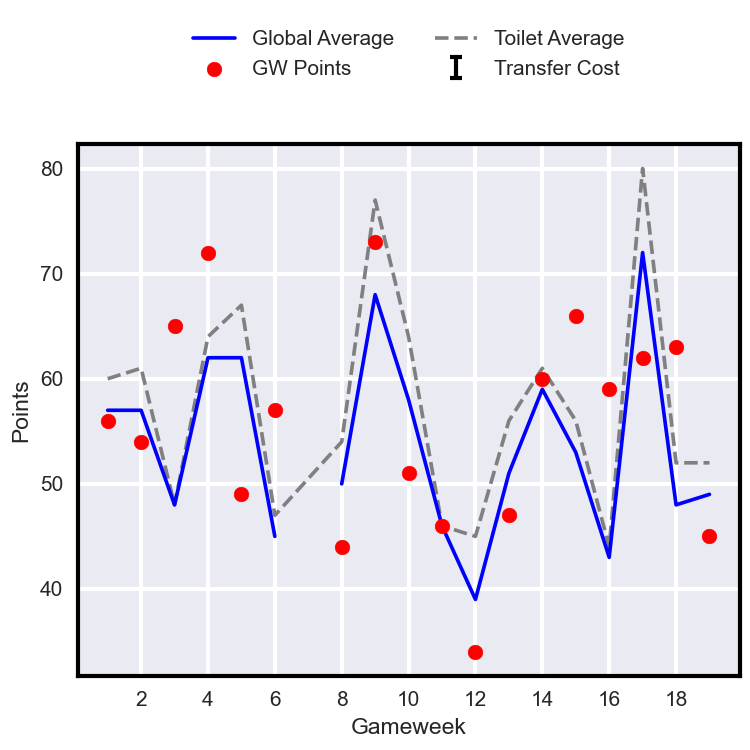 Global Average Toilet Average
GW Points Transfer Cost
80
70
60
50
40
Points
2 4 6 8 10 12 14 16 18
Gameweek